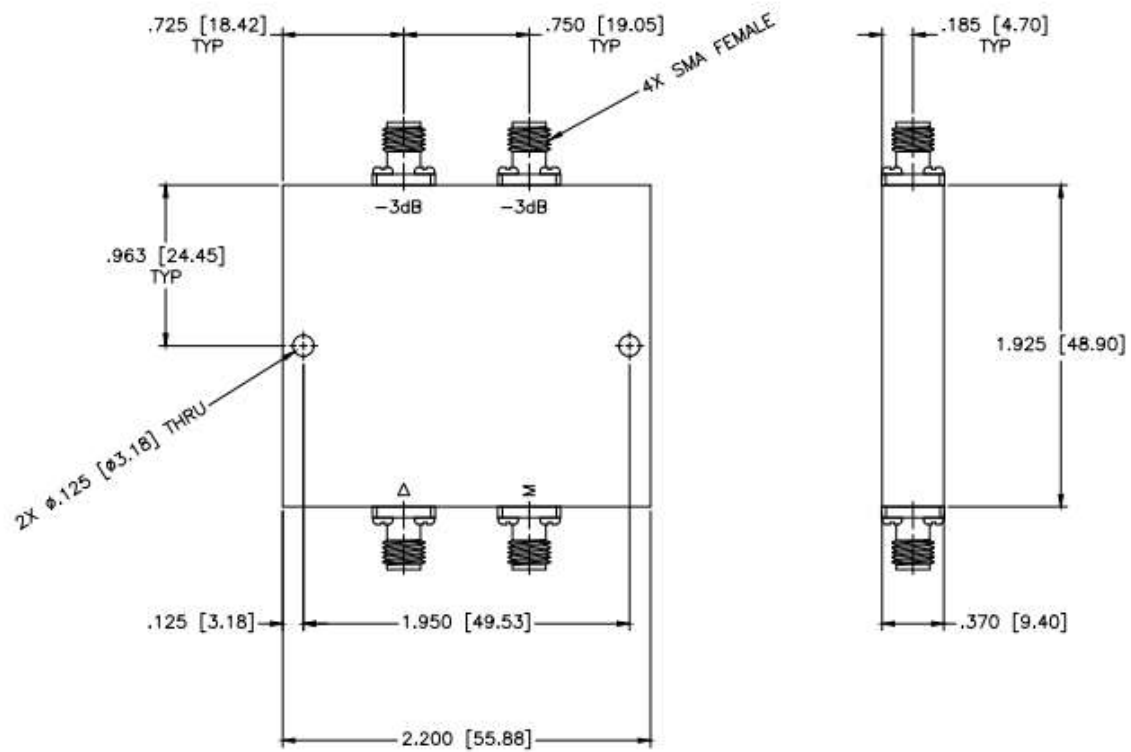 .725 [18.42]
TYP
.750 [19.05]
TYP
4X SMA FEMALE
.185 [4.70]
TYP
-3dB
-3dB
.963 [24.45]
TYP
1.925 [48.90]
2X ø.125 [ø3.18] THRU
Δ
M
.125 [3.18]
1.950 [49.53]
.370 [9.40]
2.200 [55.88]